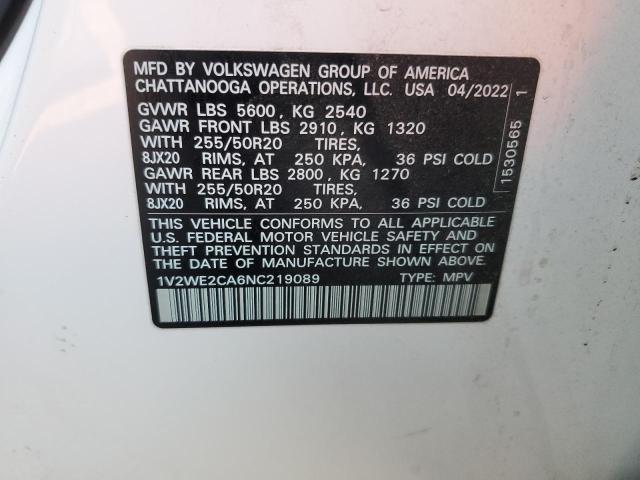 MFD BY VOLKSWAGEN GROUP OF AMERICA
CHATTANOOGA OPERATIONS, LLC. USA 04/2022
GVWR LBS 5600, KG 2540
GAWR FRONT LBS 2910, KG 1320
WITH 255/50R20 TIRES,
8JX20 RIMS, AT 250 KPA, 36 PSI COLD
GAWR REAR LBS 2800, KG 1270
WITH 255/50R20 TIRES,
8JX20 RIMS, AT 250 KPA, 36 PSI COLD
THIS VEHICLE CONFORMS TO ALL APPLICABLE
U.S. FEDERAL MOTOR VEHICLE SAFETY AND
THEFT PREVENTION STANDARDS IN EFFECT ON
THE DATE OF MANUFACTURE SHOWN ABOVE.
1V2WE2CA6NC219089 TYPE: MPV
1530565 1